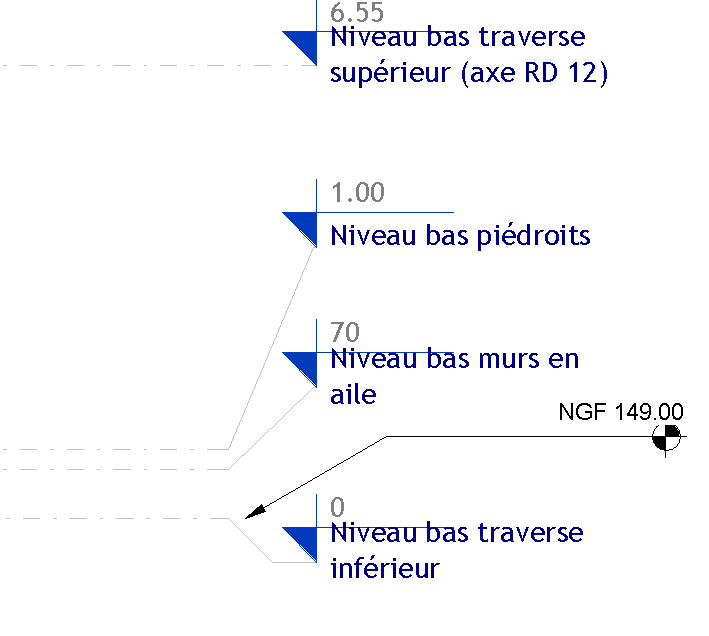 6.55
Niveau bas traverse
supérieur (axe RD 12)
1.00
Niveau bas piédroits
70
Niveau bas murs en
aile
NGF 149.00
0
Niveau bas traverse
inférieur